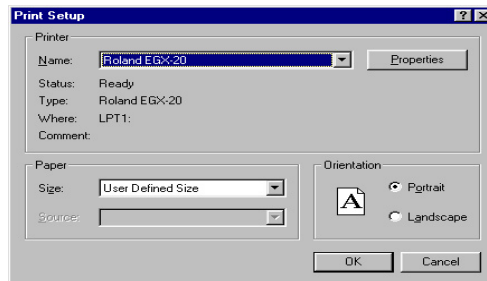 Print Setup
Printer
Name: Roland EGX-20 Properties
Status: Ready
Type: Roland EGX-20
Where: LPT1:
Comment:
Paper Orientation
Size: User Defined Size
A Portrait
Source: Landscape
OK Cancel